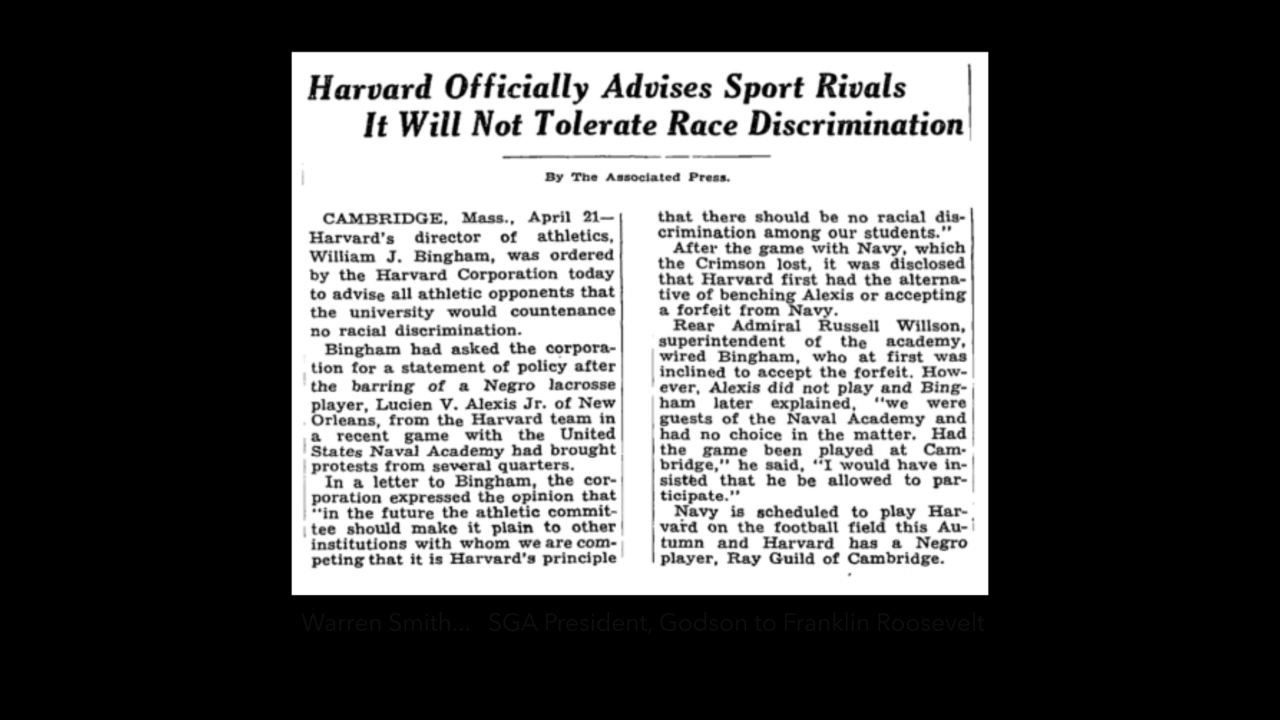 Harvard Officially Advises Sport Rivals
It Will Not Tolerate Race Discrimination
By The Associated Press.
CAMBRIDGE, Mass., April 21—
Harvard's director of athletics,
William J. Bingham, was ordered
by the Harvard Corporation today
to advise all athletic opponents that
the university would countenance
no racial discrimination.
Bingham had asked the corpora-
tion for a statement of policy after
the barring of a Negro lacrosse
player, Lucien V. Alexis Jr. of New
Orleans, from the Harvard team in
a recent game with the United
States Naval Academy had brought
protests from several quarters.
In a letter to Bingham, the cor-
poration expressed the opinion that
"in the future the athletic commit-
tee should make it plain to other
institutions with whom we are com-
peting that it is Harvard's principle
that there should be no racial dis-
crimination among our students."
After the game with Navy, which
the Crimson lost, it was disclosed
that Harvard first had the alterna-
tive of benching Alexis or accepting
a forfeit from Navy.
Rear Admiral Russell Willson,
superintendent of the academy,
wired Bingham, who at first was
inclined to accept the forfeit. How-
ever, Alexis did not play and Bing-
ham later explained, "we were
guests of the Naval Academy and
had no choice in the matter. Had
the game been played at Cam-
bridge," he said, "I would have in-
sisted that he be allowed to par-
ticipate."
Navy is scheduled to play Har-
vard on the football field this Au-
tumn and Harvard has a Negro
player, Ray Guild of Cambridge.
Warren Smith... SGA President, Godson to Franklin Roosevelt